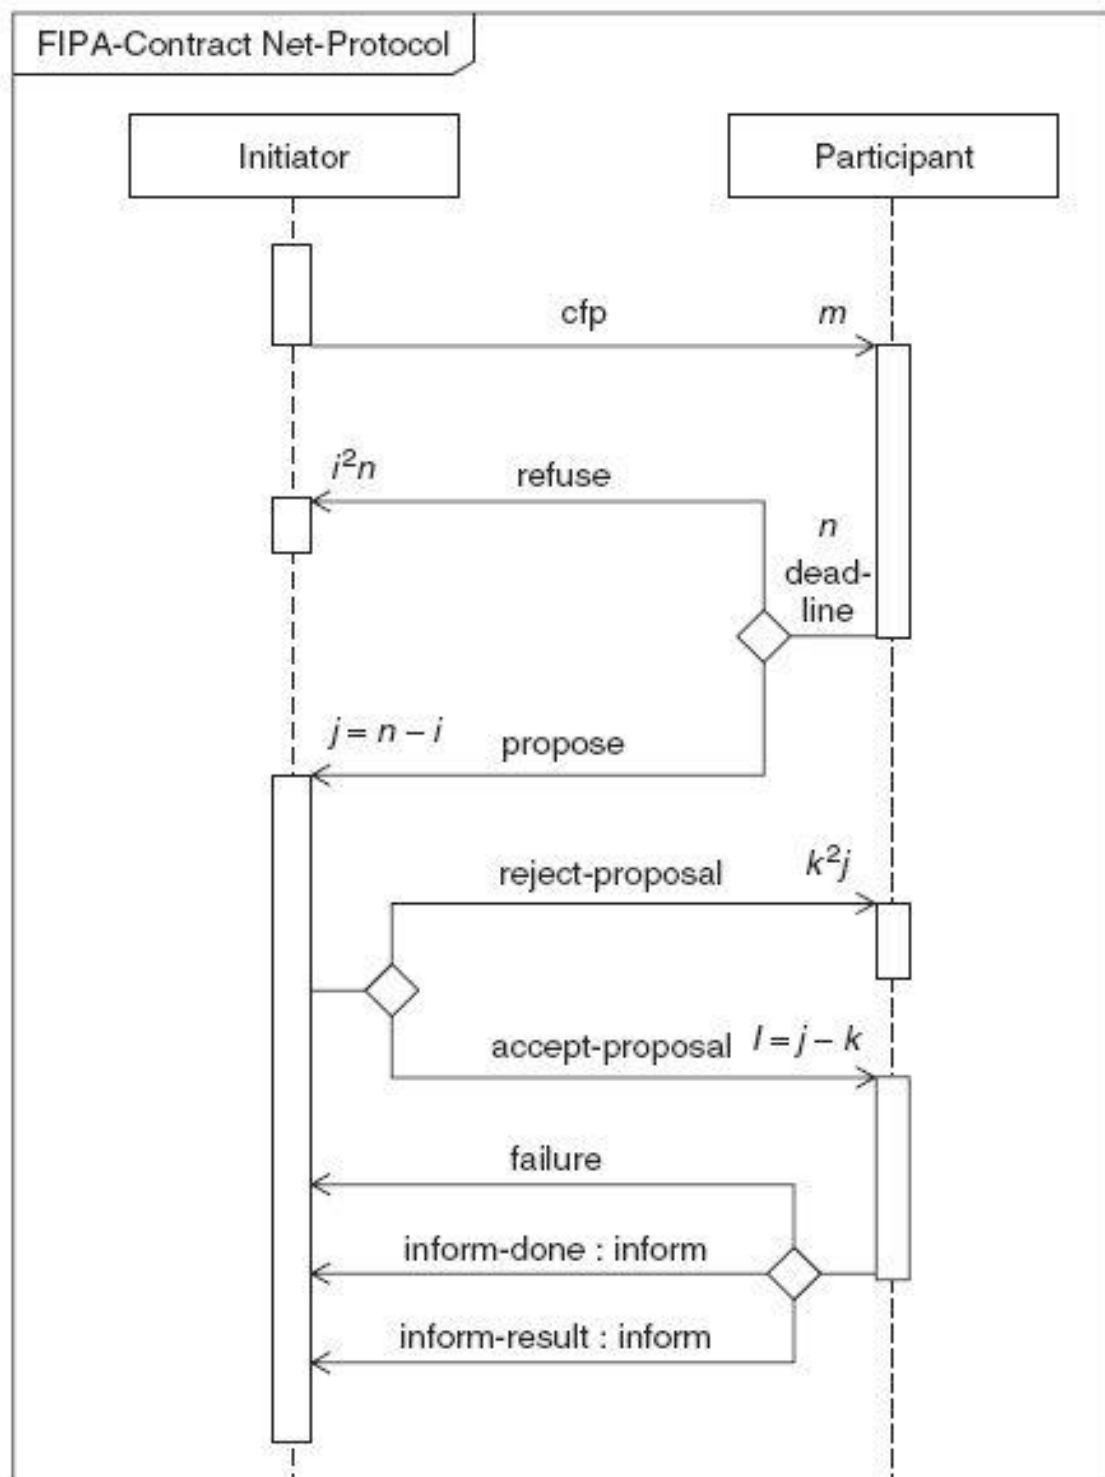 FIPA-Contract Net-Protocol
Initiator
Participant
cfp
m
i²n
refuse
n
dead-
line
j = n – i
propose
reject-proposal
k²j
accept-proposal
l = j – k
failure
inform-done : inform
inform-result : inform